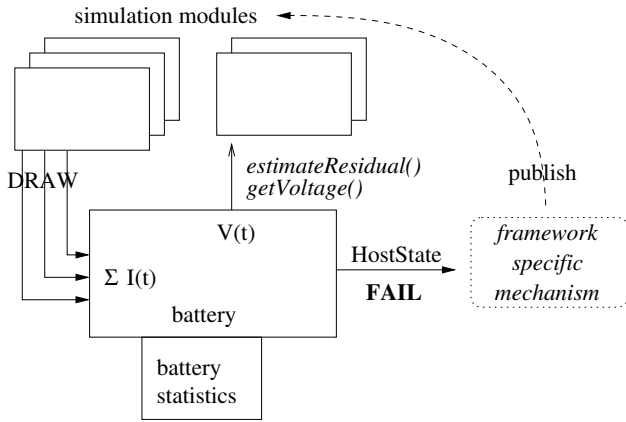 simulation modules
DRAW
estimateResidual()
getVoltage()
publish
V(t)
Σ I(t)
battery
HostState
FAIL
framework
specific
mechanism
battery
statistics